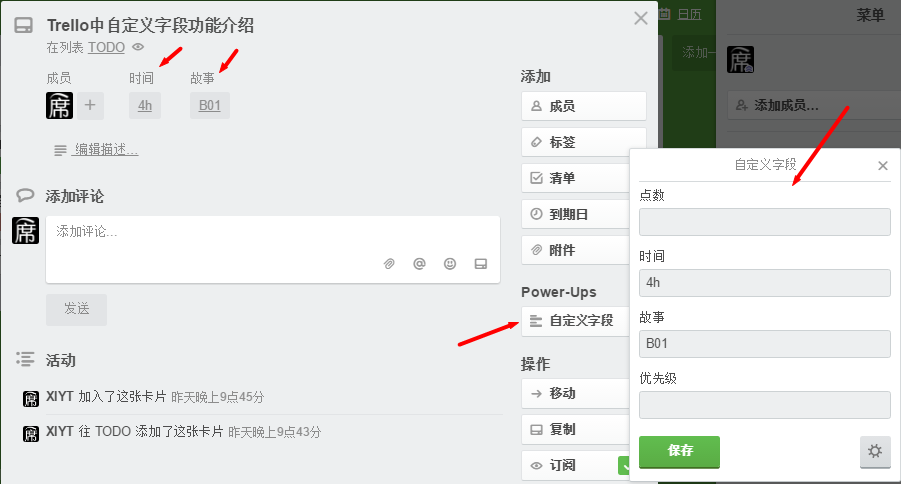 Trello中自定义字段功能介绍
在列表 TODO
成员 时间 故事
席 + 4h B01
编辑描述...
添加评论
席
添加评论...
发送
活动
席 XIYT 加入了这张卡片 昨天晚上9点45分
席 XIYT 往 TODO 添加了这张卡片 昨天晚上9点43分
添加
成员
标签
清单
到期日
附件
Power-Ups
自定义字段
操作
移动
复制
订阅
日历
添加一
菜单
席
添加成员...
自定义字段
点数
时间
4h
故事
B01
优先级
保存